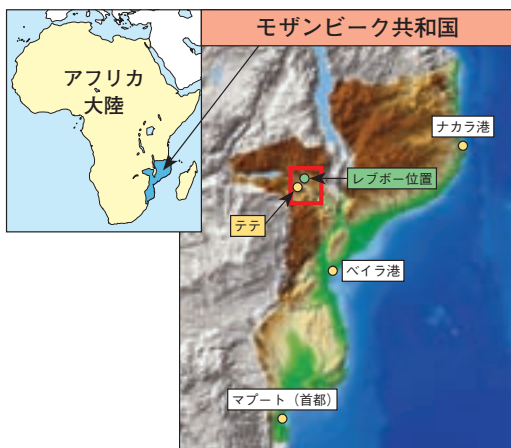 モザンビーク共和国
アフリカ
大陸
ナカラ港
レブボー位置
テテ
ベイラ港
マプート（首都）